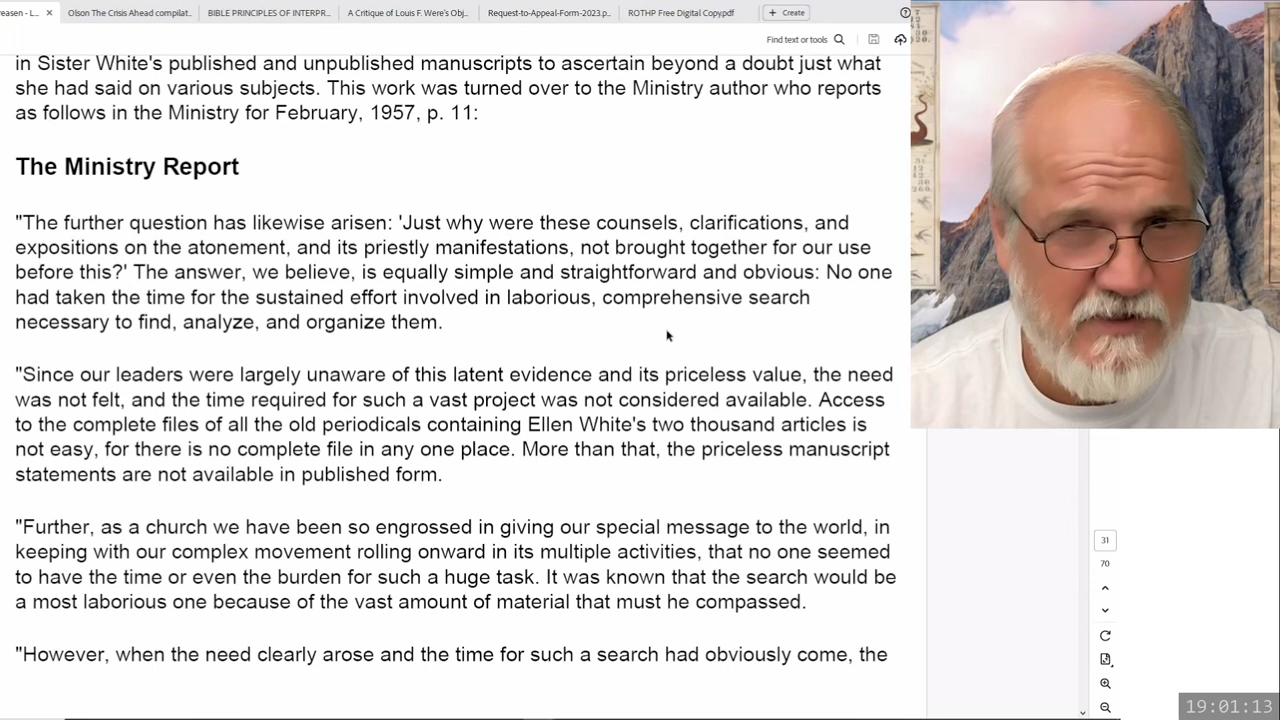 reasen - L...
Olson The Crisis Ahead compilat...
BIBLE PRINCIPLES OF INTERPR...
A Critique of Louis F. Were's Obj...
Request-to-Appeal-Form-2023.p...
ROTHP Free Digital Copy.pdf
+ Create
Find text or tools
in Sister White's published and unpublished manuscripts to ascertain beyond a doubt just what
she had said on various subjects. This work was turned over to the Ministry author who reports
as follows in the Ministry for February, 1957, p. 11:
The Ministry Report
"The further question has likewise arisen: 'Just why were these counsels, clarifications, and
expositions on the atonement, and its priestly manifestations, not brought together for our use
before this?' The answer, we believe, is equally simple and straightforward and obvious: No one
had taken the time for the sustained effort involved in laborious, comprehensive search
necessary to find, analyze, and organize them.
"Since our leaders were largely unaware of this latent evidence and its priceless value, the need
was not felt, and the time required for such a vast project was not considered available. Access
to the complete files of all the old periodicals containing Ellen White's two thousand articles is
not easy, for there is no complete file in any one place. More than that, the priceless manuscript
statements are not available in published form.
"Further, as a church we have been so engrossed in giving our special message to the world, in
keeping with our complex movement rolling onward in its multiple activities, that no one seemed
to have the time or even the burden for such a huge task. It was known that the search would be
a most laborious one because of the vast amount of material that must he compassed.
"However, when the need clearly arose and the time for such a search had obviously come, the
31
70
19:01:13